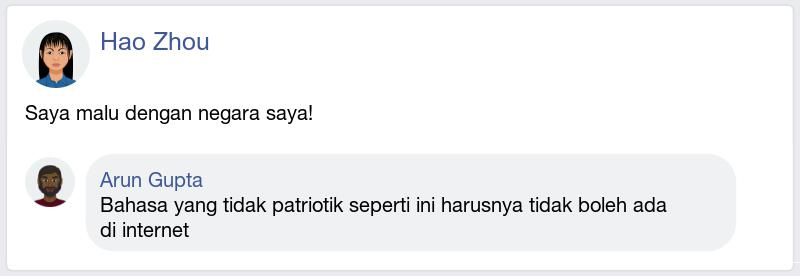 Hao Zhou
Saya malu dengan negara saya!
Arun Gupta
Bahasa yang tidak patriotik seperti ini harusnya tidak boleh ada
di internet